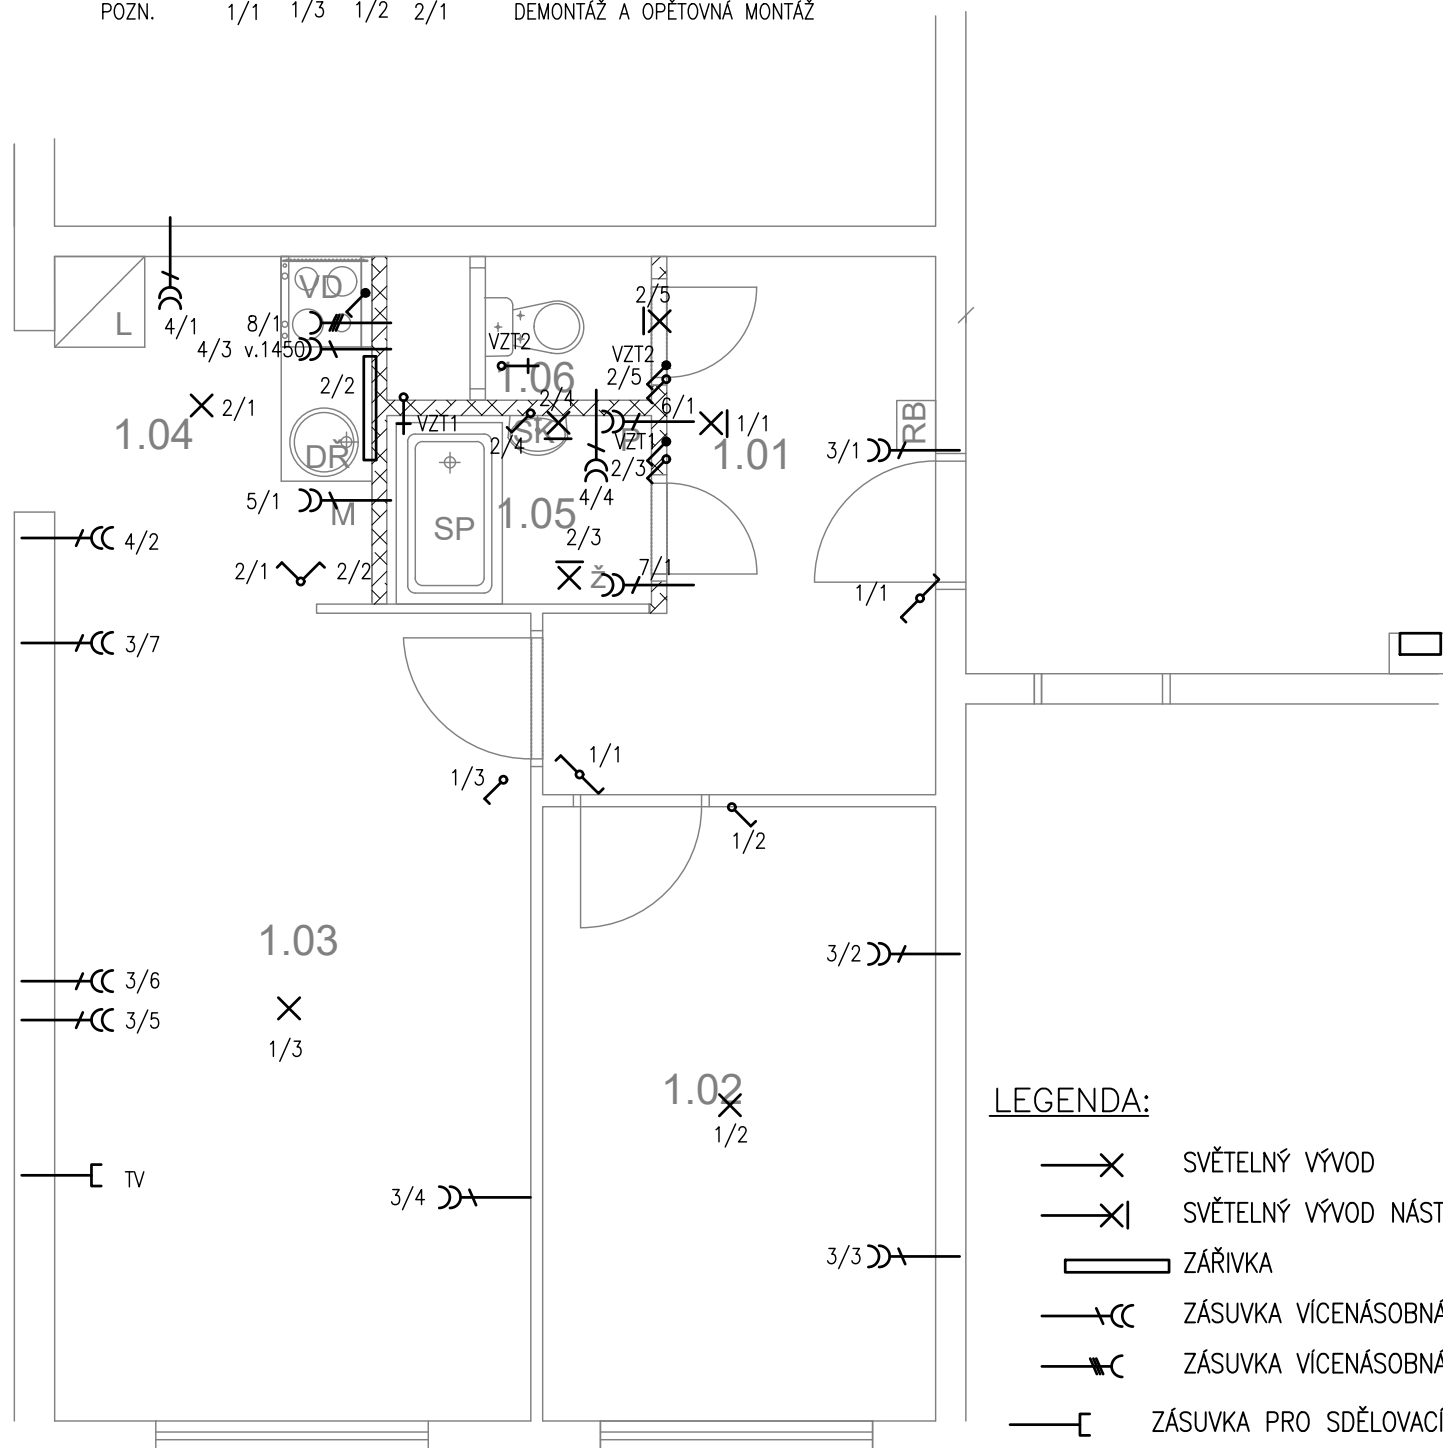 POZN. 1/1 1/3 1/2 2/1 DEMONTÁŽ A OPĚTOVNÁ MONTÁŽ
VD
2/5
L
4/1
8/1
4/3 v.1450
VZT2
VZT2
1.06
2/5
2/2
2/1
2/4
6/1
1.04
VZT1
1/1
RB
SK
P
2/4
VZT1
1.01
3/1
DŘ
2/3
4/4
5/1
M
SP
1.05
4/2
2/3
2/1
2/2
Ž
7/1
1/1
3/7
1/3
1/1
1/2
1.03
3/2
3/6
3/5
1/3
1.02
1/2
TV
3/4
3/3
LEGENDA:
SVĚTELNÝ VÝVOD
SVĚTELNÝ VÝVOD NÁST
ZÁŘIVKA
ZÁSUVKA VÍCENÁSOBNÁ
ZÁSUVKA VÍCENÁSOBNÁ
ZÁSUVKA PRO SDĚLOVACÍ